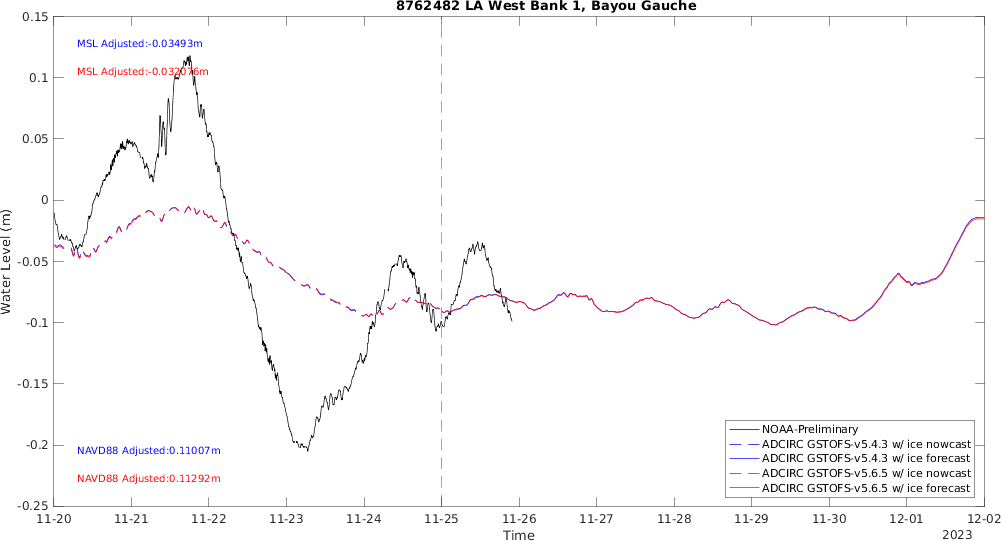 8762482 LA West Bank 1, Bayou Gauche
MSL Adjusted:-0.03493m
MSL Adjusted:-0.032076m
NAVD88 Adjusted:0.11007m
NAVD88 Adjusted:0.11292m
0.15
0.1
0.05
0
-0.05
-0.1
-0.15
-0.2
-0.25
Water Level (m)
NOAA-Preliminary
ADCIRC GSTOFS-v5.4.3 w/ ice nowcast
ADCIRC GSTOFS-v5.4.3 w/ ice forecast
ADCIRC GSTOFS-v5.6.5 w/ ice nowcast
ADCIRC GSTOFS-v5.6.5 w/ ice forecast
11-20 11-21 11-22 11-23 11-24 11-25 11-26 11-27 11-28 11-29 11-30 12-01 12-02
Time
2023